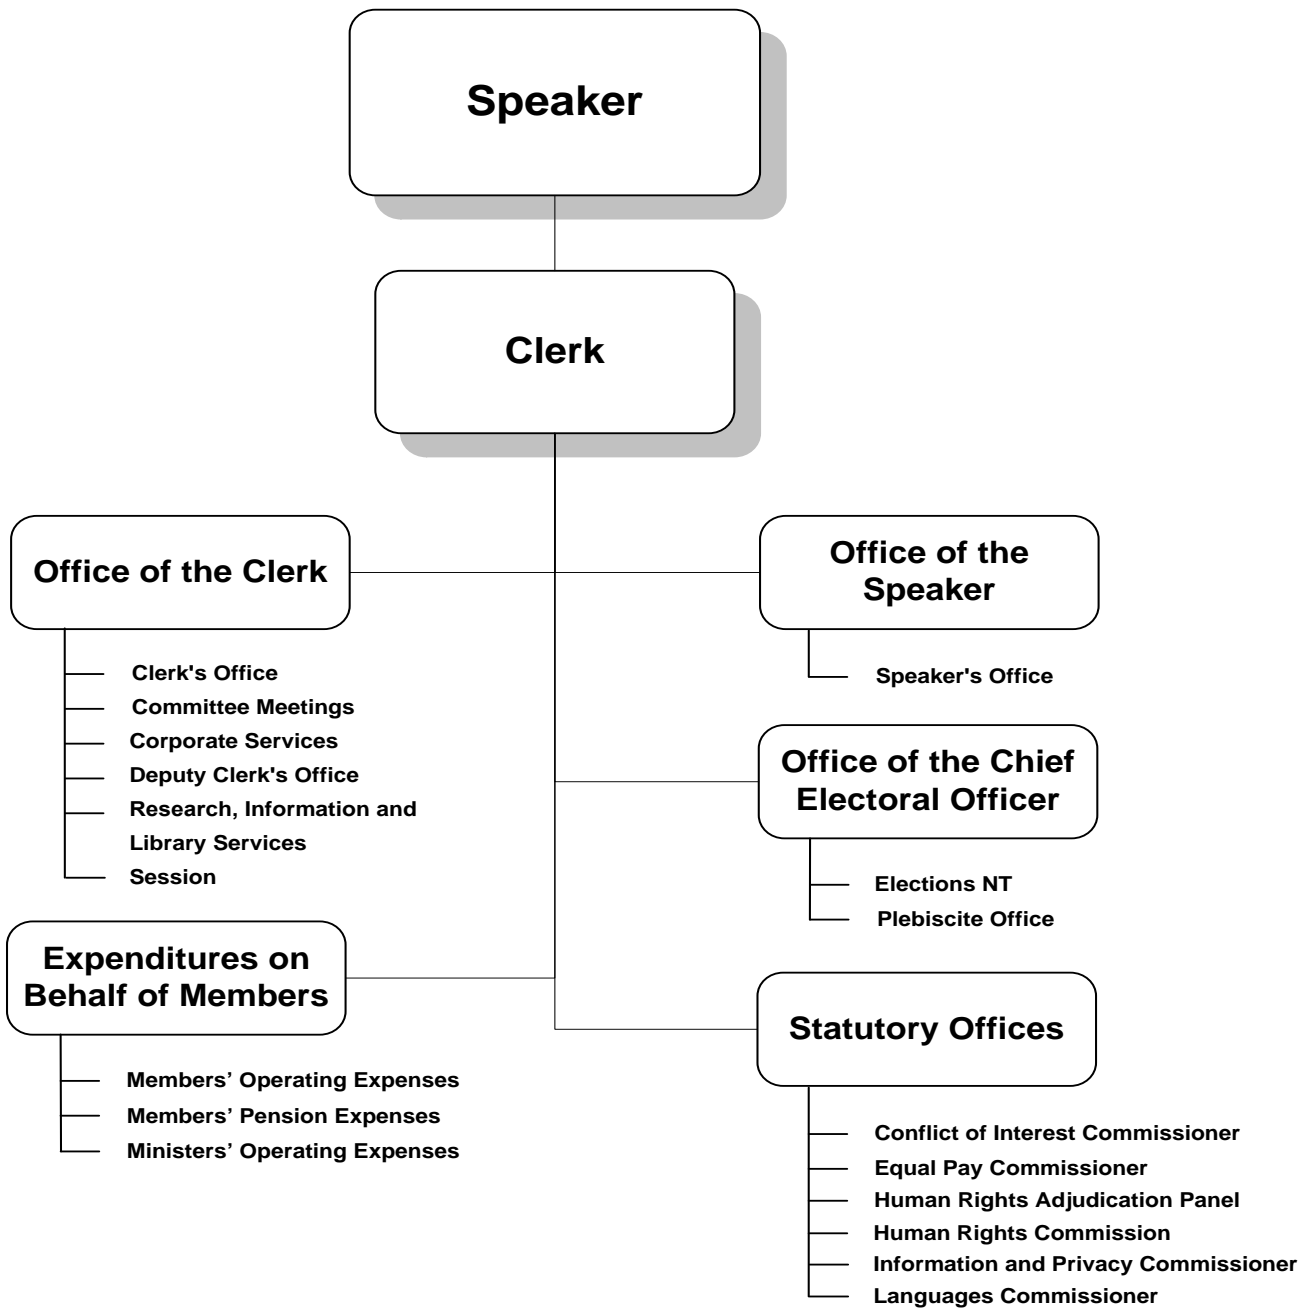 Speaker
Clerk
Office of the Clerk
Clerk's Office
Committee Meetings
Corporate Services
Deputy Clerk's Office
Research, Information and
Library Services
Session
Expenditures on
Behalf of Members
Members’ Operating Expenses
Members’ Pension Expenses
Ministers’ Operating Expenses
Office of the
Speaker
Speaker's Office
Office of the Chief
Electoral Officer
Elections NT
Plebiscite Office
Statutory Offices
Conflict of Interest Commissioner
Equal Pay Commissioner
Human Rights Adjudication Panel
Human Rights Commission
Information and Privacy Commissioner
Languages Commissioner